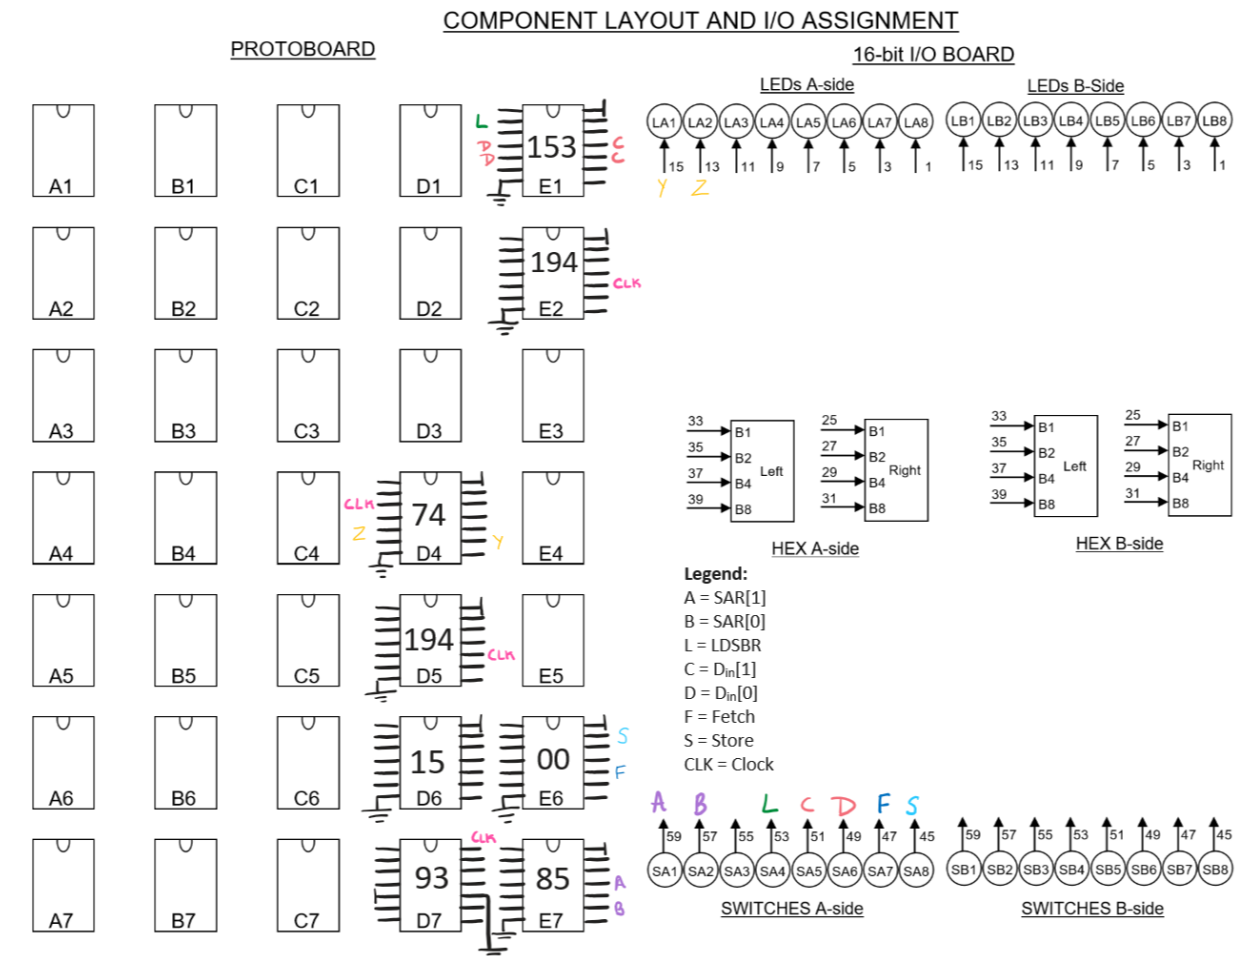 COMPONENT LAYOUT AND I/O ASSIGNMENT
PROTOBOARD
16-bit I/O BOARD
LEDs A-side
LEDs B-Side
A1 B1 C1 D1 L D D 153 E1 C C
LA1 LA2 LA3 LA4 LA5 LA6 LA7 LA8
15 13 11 9 7 5 3 1
Y Z
LB1 LB2 LB3 LB4 LB5 LB6 LB7 LB8
15 13 11 9 7 5 3 1
A2 B2 C2 D2 194 E2 CLK
A3 B3 C3 D3 E3
33 B1
35 B2
37 B4
39 B8
Left
25 B1
27 B2
29 B4
31 B8
Right
HEX A-side
33 B1
35 B2
37 B4
39 B8
Left
25 B1
27 B2
29 B4
31 B8
Right
HEX B-side
A4 B4 C4 CLK Z 74 D4 Y E4
A5 B5 C5 194 D5 CLK E5
A6 B6 C6 15 D6 00 E6 S F
A7 B7 C7 93 D7 CLK 85 E7 A B
Legend:
A = SAR[1]
B = SAR[0]
L = LDSBR
C = Din[1]
D = Din[0]
F = Fetch
S = Store
CLK = Clock
A B L C D F S
59 57 55 53 51 49 47 45
SA1 SA2 SA3 SA4 SA5 SA6 SA7 SA8
SWITCHES A-side
59 57 55 53 51 49 47 45
SB1 SB2 SB3 SB4 SB5 SB6 SB7 SB8
SWITCHES B-side